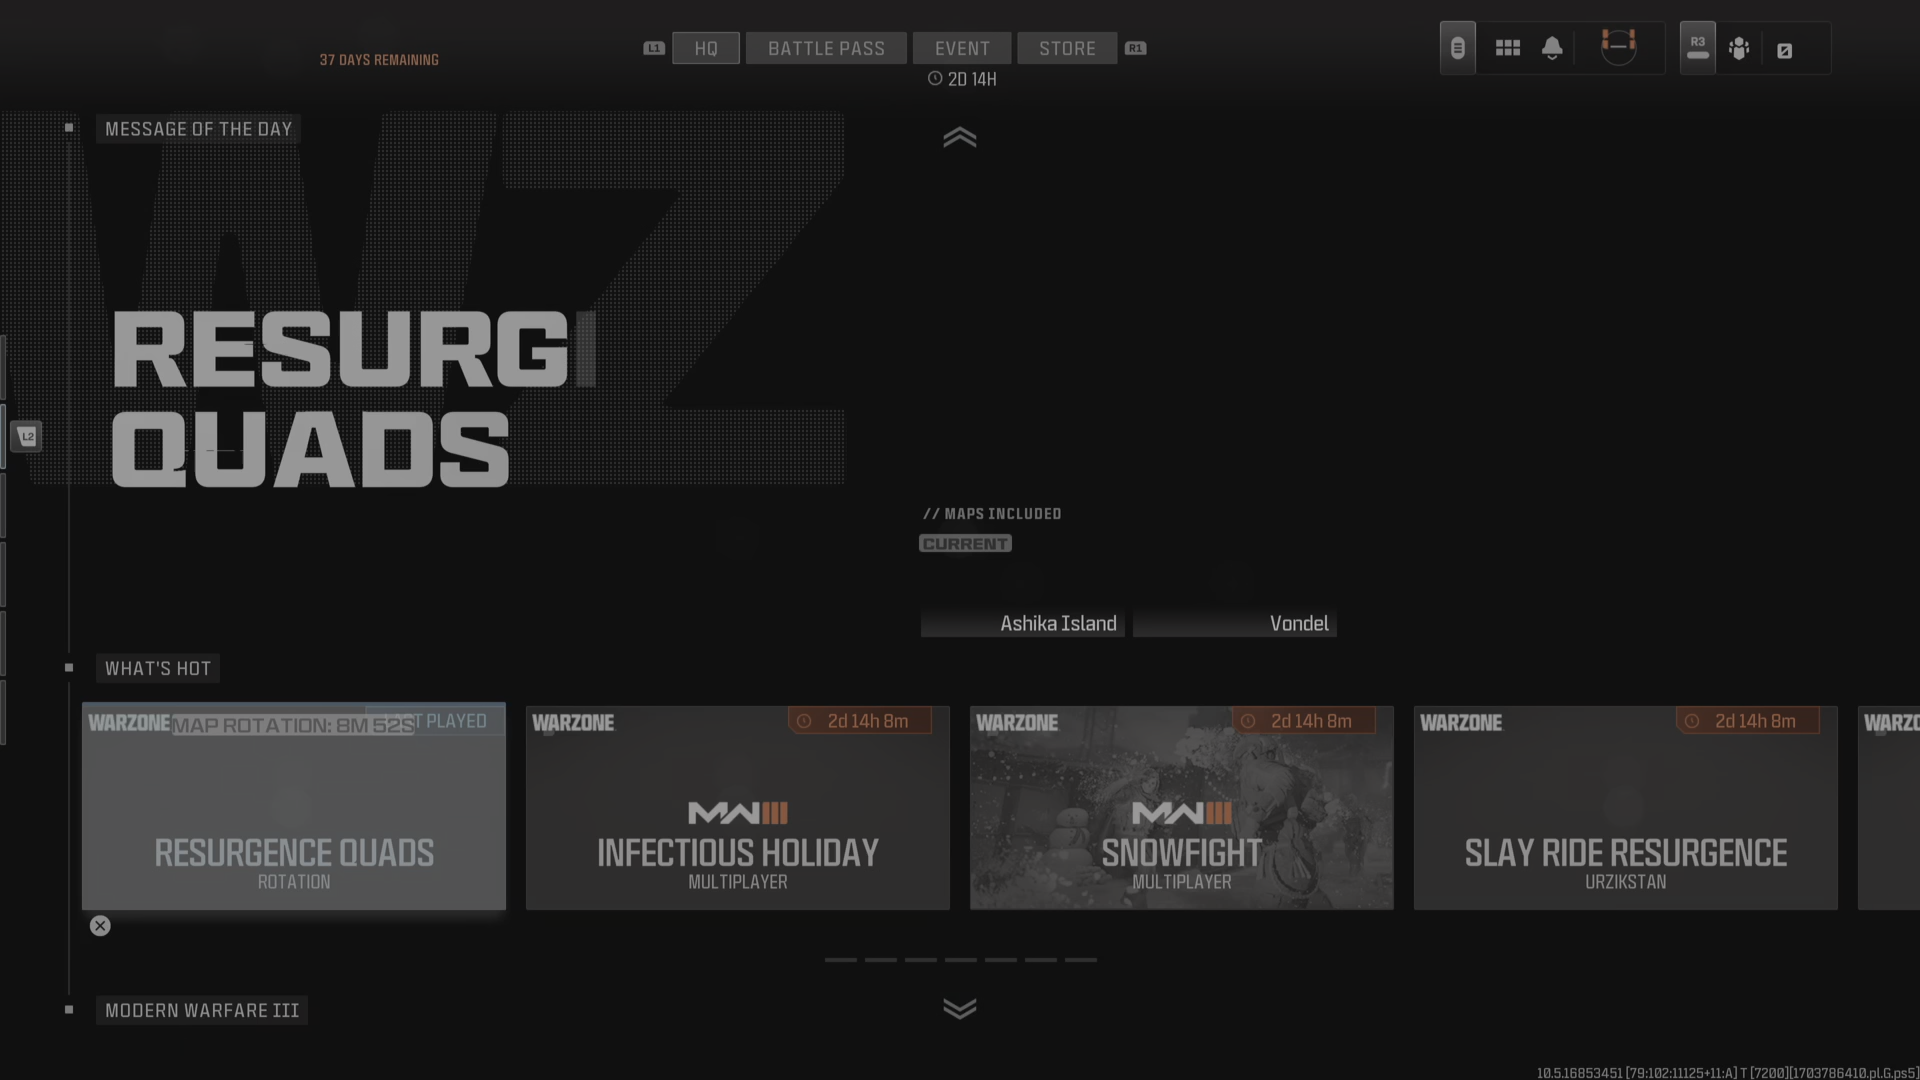 37 DAYS REMAINING
L1
HQ
BATTLE PASS
EVENT
STORE
R1
2D 14H
R3
MESSAGE OF THE DAY
RESURG
QUADS
L2
// MAPS INCLUDED
CURRENT
Ashika Island
Vondel
WHAT'S HOT
WARZONE
MAP ROTATION: 8M 52S
PLAYED
RESURGENCE QUADS
ROTATION
WARZONE
2d 14h 8m
MWIII
INFECTIOUS HOLIDAY
MULTIPLAYER
WARZONE
2d 14h 8m
MWIII
SNOWFIGHT
MULTIPLAYER
WARZONE
2d 14h 8m
SLAY RIDE RESURGENCE
URZIKSTAN
WARZO
MODERN WARFARE III
10.5.16853451 [79:102:11125+11:A] T [7200][1703786410.pl.G.ps5]